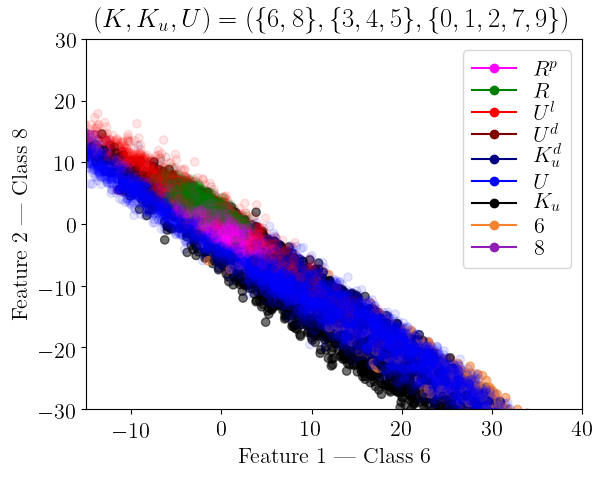 (K, K_u, U) = ({6, 8}, {3, 4, 5}, {0, 1, 2, 7, 9})
30
20
10
0
−10
−20
−30
Feature 2 — Class 8
R^p
R
U^l
U^d
K_u^d
U
K_u
6
8
−10
0
10
20
30
40
Feature 1 — Class 6